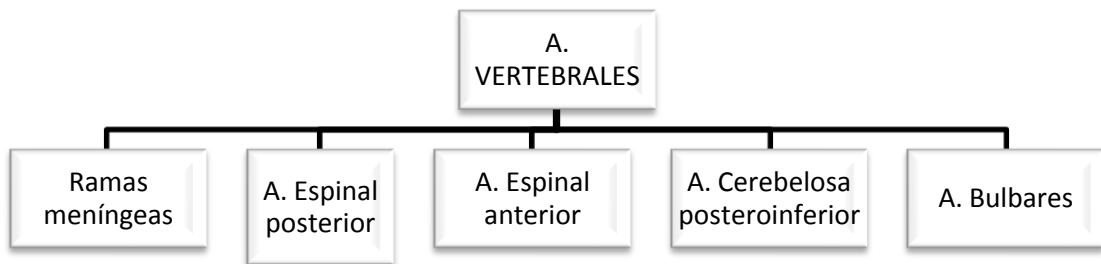 A.
VERTEBRALES
Ramas
meníngeas
A. Espinal
posterior
A. Espinal
anterior
A. Cerebelosa
posteroinferior
A. Bulbares